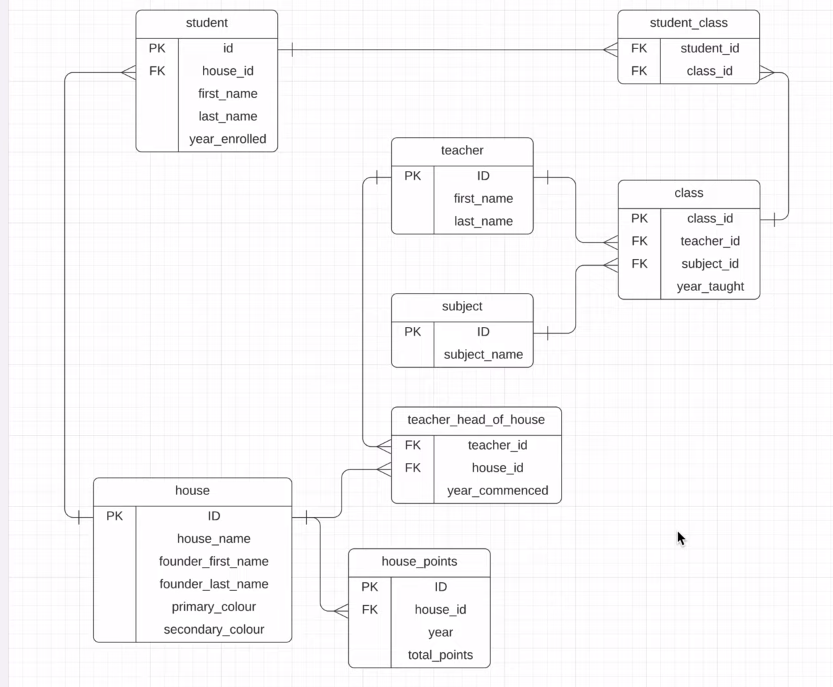 student
PK id
FK house_id
first_name
last_name
year_enrolled
student_class
FK student_id
FK class_id
teacher
PK ID
first_name
last_name
class
PK class_id
FK teacher_id
FK subject_id
year_taught
subject
PK ID
subject_name
teacher_head_of_house
FK teacher_id
FK house_id
year_commenced
house
PK ID
house_name
founder_first_name
founder_last_name
primary_colour
secondary_colour
house_points
PK ID
FK house_id
year
total_points